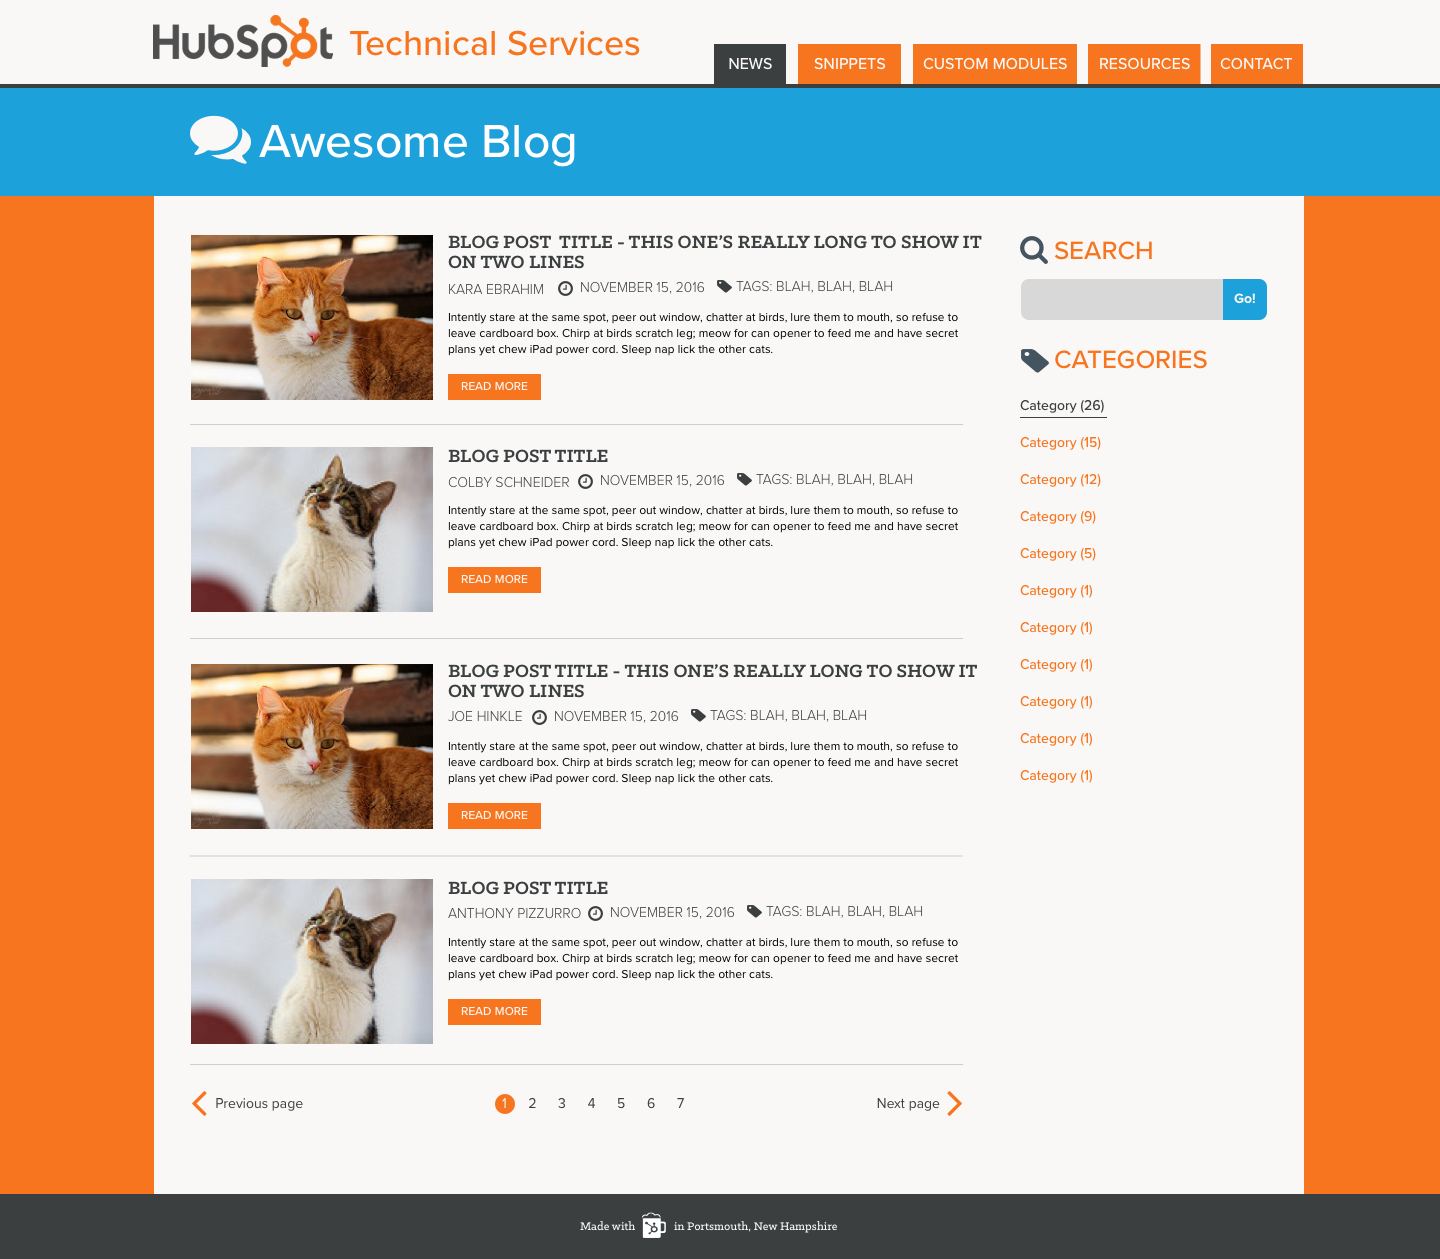 HubSpot Technical Services
NEWS
SNIPPETS
CUSTOM MODULES
RESOURCES
CONTACT
Awesome Blog
BLOG POST TITLE - THIS ONE’S REALLY LONG TO SHOW IT
ON TWO LINES
KARA EBRAHIM NOVEMBER 15, 2016 TAGS: BLAH, BLAH, BLAH
Intently stare at the same spot, peer out window, chatter at birds, lure them to mouth, so refuse to
leave cardboard box. Chirp at birds scratch leg; meow for can opener to feed me and have secret
plans yet chew iPad power cord. Sleep nap lick the other cats.
READ MORE
BLOG POST TITLE
COLBY SCHNEIDER NOVEMBER 15, 2016 TAGS: BLAH, BLAH, BLAH
Intently stare at the same spot, peer out window, chatter at birds, lure them to mouth, so refuse to
leave cardboard box. Chirp at birds scratch leg; meow for can opener to feed me and have secret
plans yet chew iPad power cord. Sleep nap lick the other cats.
READ MORE
BLOG POST TITLE - THIS ONE’S REALLY LONG TO SHOW IT
ON TWO LINES
JOE HINKLE NOVEMBER 15, 2016 TAGS: BLAH, BLAH, BLAH
Intently stare at the same spot, peer out window, chatter at birds, lure them to mouth, so refuse to
leave cardboard box. Chirp at birds scratch leg; meow for can opener to feed me and have secret
plans yet chew iPad power cord. Sleep nap lick the other cats.
READ MORE
BLOG POST TITLE
ANTHONY PIZZURRO NOVEMBER 15, 2016 TAGS: BLAH, BLAH, BLAH
Intently stare at the same spot, peer out window, chatter at birds, lure them to mouth, so refuse to
leave cardboard box. Chirp at birds scratch leg; meow for can opener to feed me and have secret
plans yet chew iPad power cord. Sleep nap lick the other cats.
READ MORE
Previous page 1 2 3 4 5 6 7 Next page
SEARCH
Go!
CATEGORIES
Category (26)
Category (15)
Category (12)
Category (9)
Category (5)
Category (1)
Category (1)
Category (1)
Category (1)
Category (1)
Category (1)
Made with in Portsmouth, New Hampshire